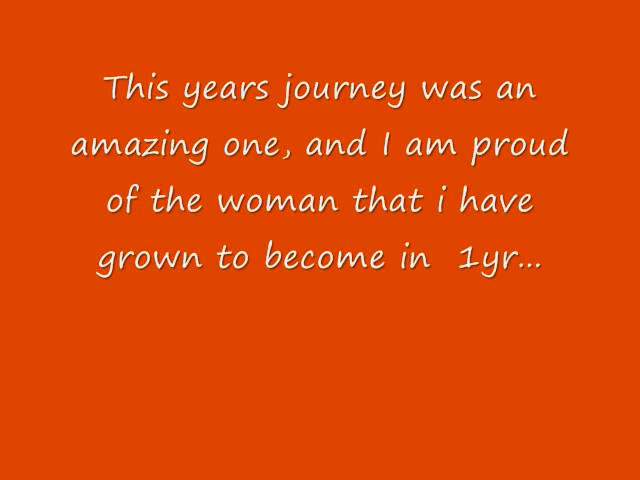 This years journey was an
amazing one, and I am proud
of the woman that i have
grown to become in  1yr...